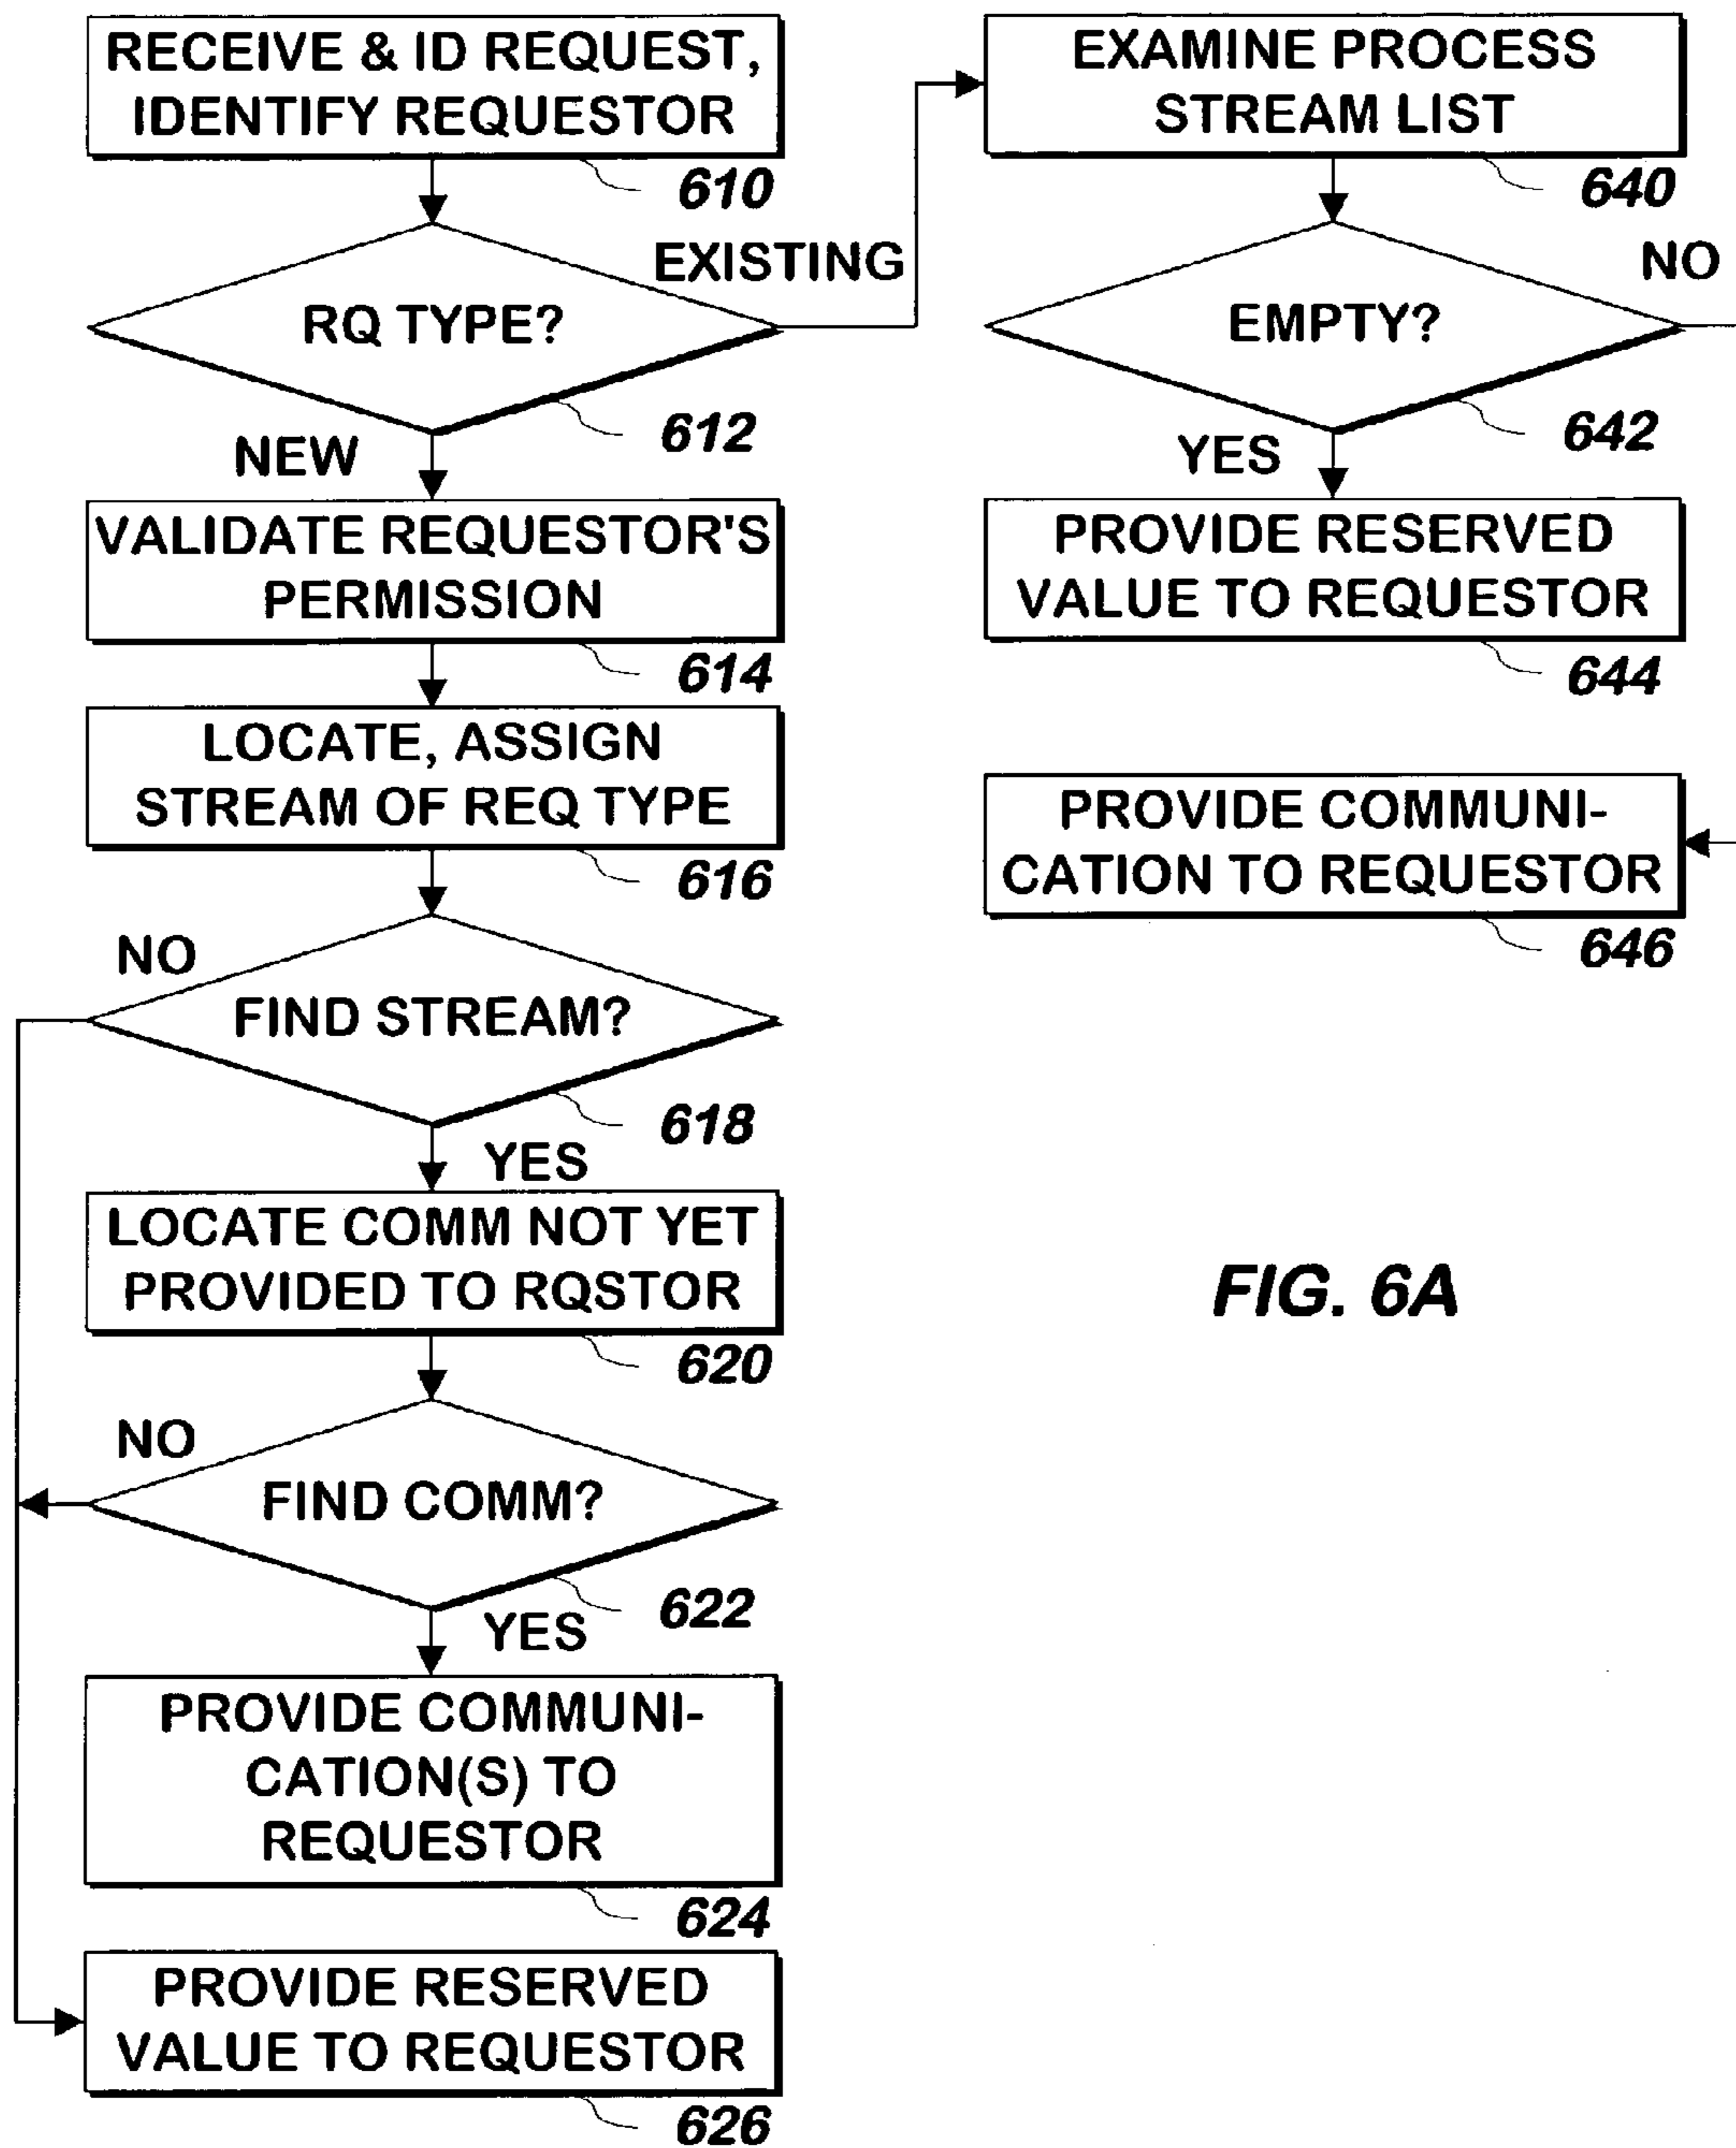 RECEIVE & ID REQUEST,
IDENTIFY REQUESTOR
610
RQ TYPE?
EXISTING
612
NEW
VALIDATE REQUESTOR'S
PERMISSION
614
LOCATE, ASSIGN
STREAM OF REQ TYPE
616
NO
FIND STREAM?
618
YES
LOCATE COMM NOT YET
PROVIDED TO RQSTOR
620
NO
FIND COMM?
622
YES
PROVIDE COMMUNI-
CATION(S) TO
REQUESTOR
624
PROVIDE RESERVED
VALUE TO REQUESTOR
626
EXAMINE PROCESS
STREAM LIST
640
NO
EMPTY?
642
YES
PROVIDE RESERVED
VALUE TO REQUESTOR
644
PROVIDE COMMUNI-
CATION TO REQUESTOR
646
FIG. 6A